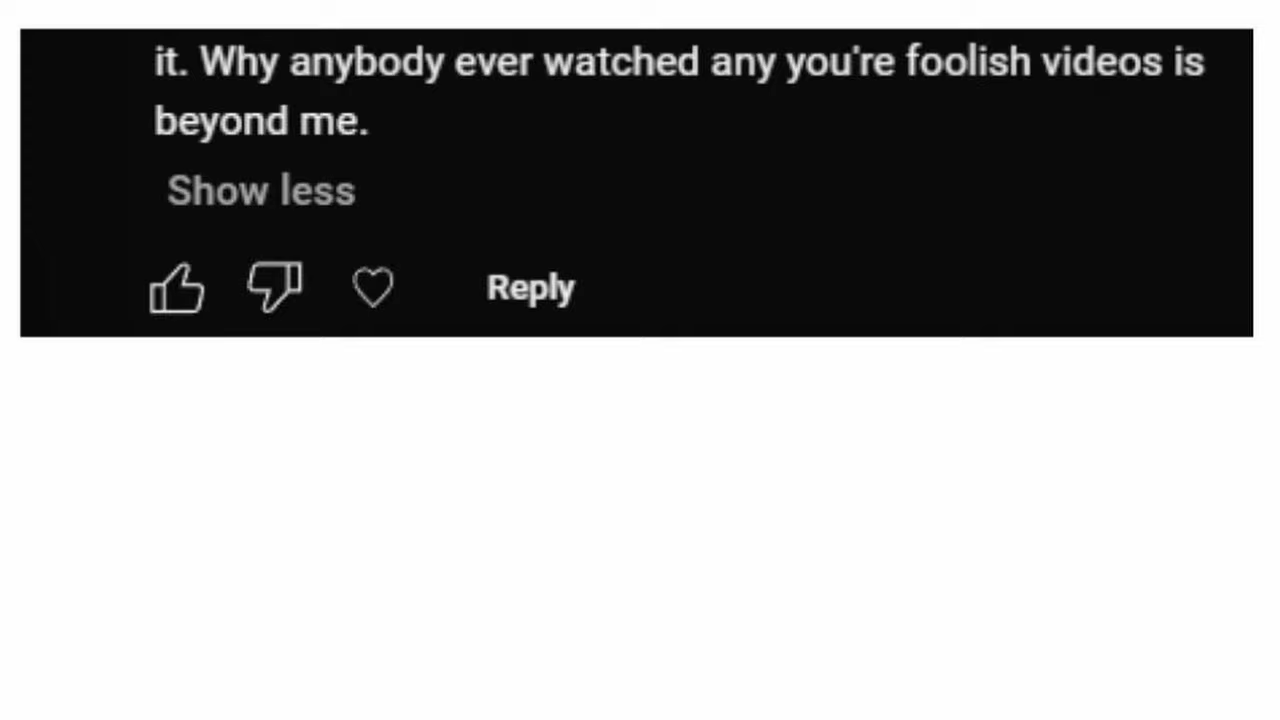 it. Why anybody ever watched any you're foolish videos is
beyond me.
Show less
Reply